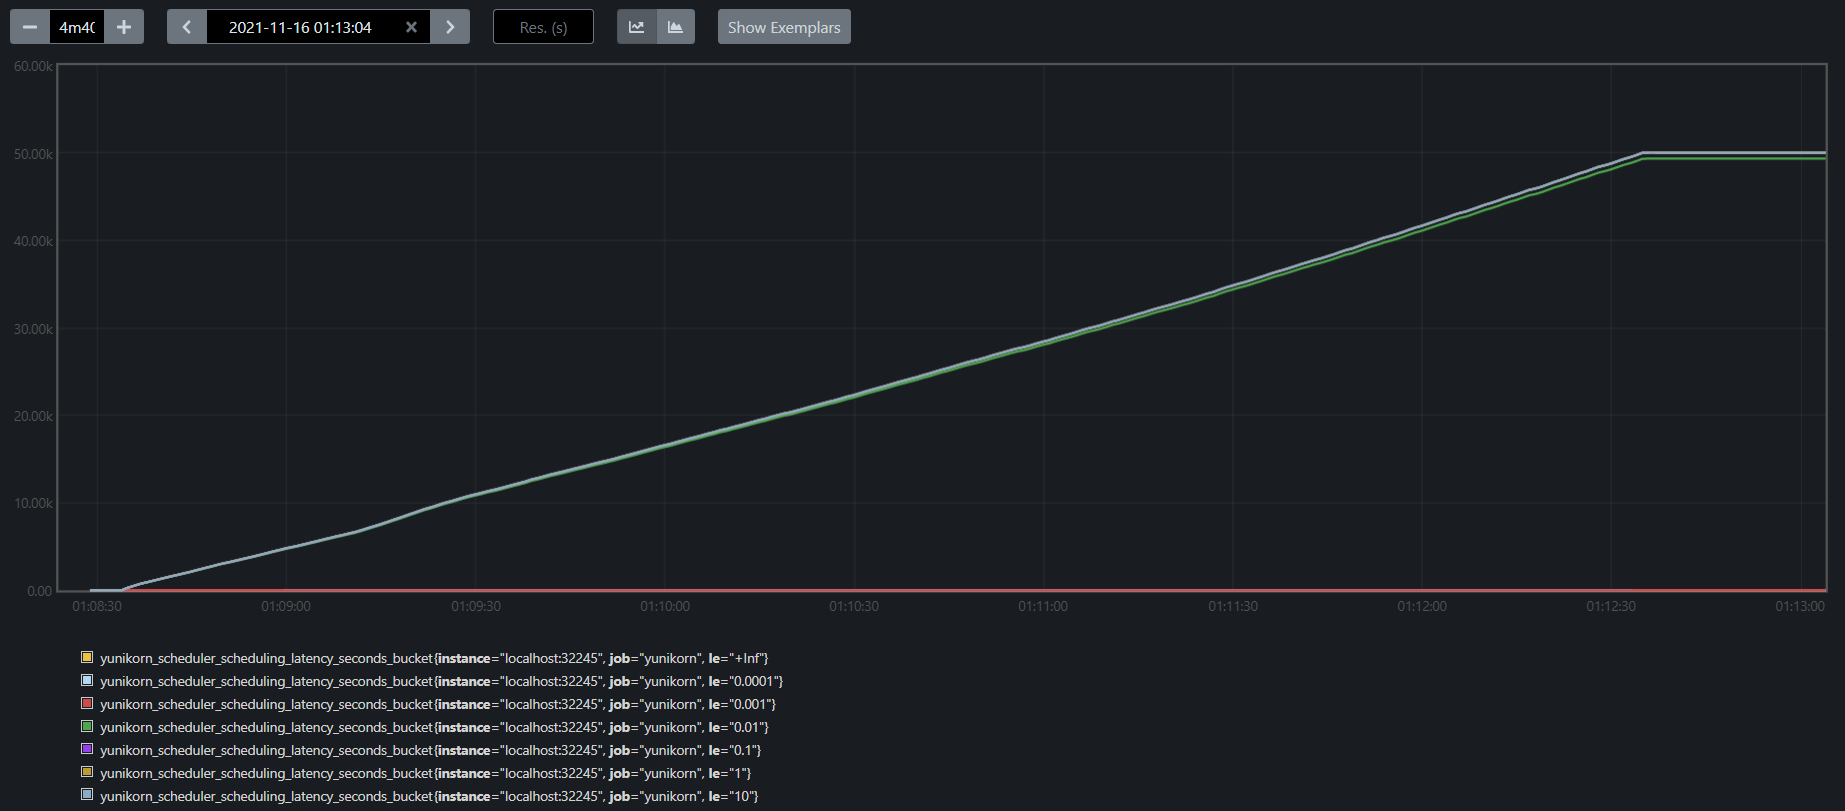 4m40 2021-11-16 01:13:04 Res. (s) Show Exemplars
60.00k
50.00k
40.00k
30.00k
20.00k
10.00k
0.00
01:08:30 01:09:00 01:09:30 01:10:00 01:10:30 01:11:00 01:11:30 01:12:00 01:12:30 01:13:00
yunikorn_scheduler_scheduling_latency_seconds_bucket{instance="localhost:32245", job="yunikorn", le="+Inf"}
yunikorn_scheduler_scheduling_latency_seconds_bucket{instance="localhost:32245", job="yunikorn", le="0.0001"}
yunikorn_scheduler_scheduling_latency_seconds_bucket{instance="localhost:32245", job="yunikorn", le="0.001"}
yunikorn_scheduler_scheduling_latency_seconds_bucket{instance="localhost:32245", job="yunikorn", le="0.01"}
yunikorn_scheduler_scheduling_latency_seconds_bucket{instance="localhost:32245", job="yunikorn", le="0.1"}
yunikorn_scheduler_scheduling_latency_seconds_bucket{instance="localhost:32245", job="yunikorn", le="1"}
yunikorn_scheduler_scheduling_latency_seconds_bucket{instance="localhost:32245", job="yunikorn", le="10"}